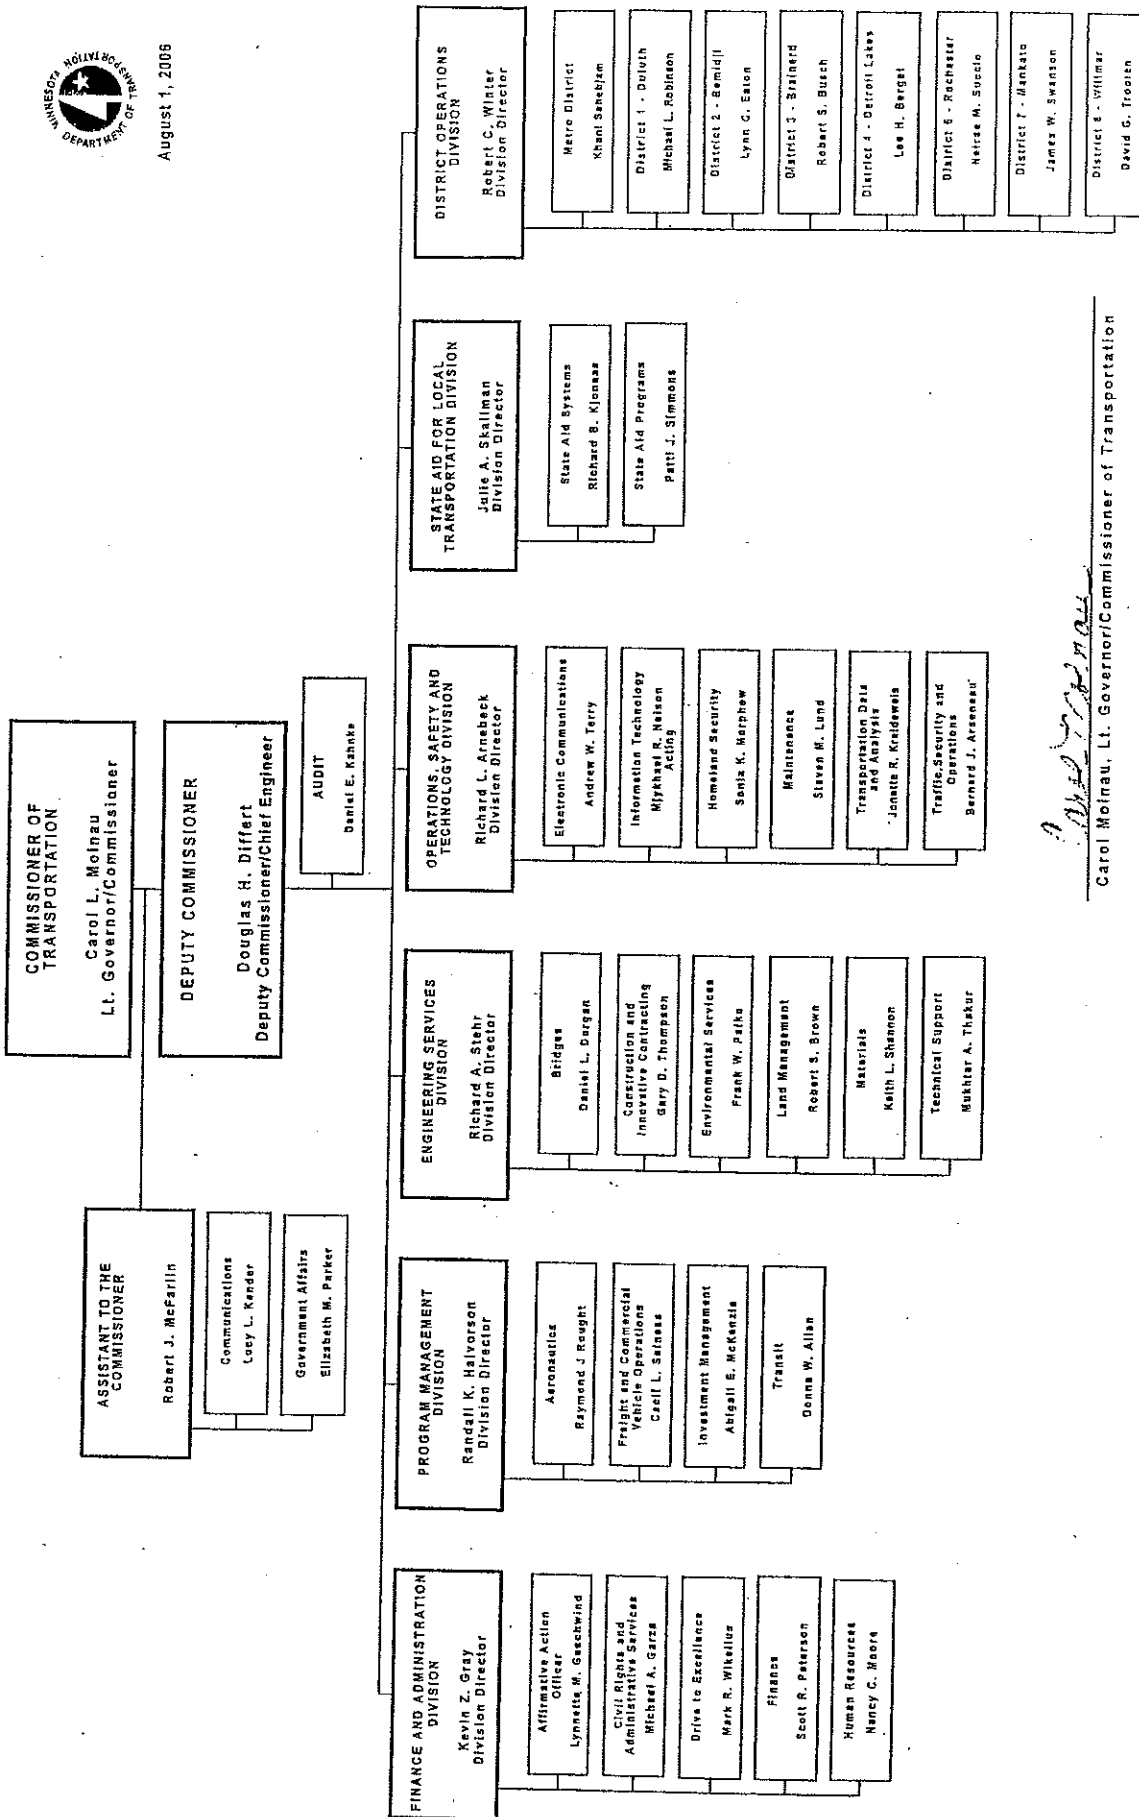 MINNESOTA DEPARTMENT OF TRANSPORTATION
August 1, 2006
COMMISSIONER OF
TRANSPORTATION
Carol L. Molnau
Lt. Governor/Commissioner
DEPUTY COMMISSIONER
Douglas H. Differt
Deputy Commissioner/Chief Engineer
AUDIT
Daniel E. Kahnke
ASSISTANT TO THE
COMMISSIONER
Robert J. McFarlin
Communications
Lucy L. Kender
Government Affairs
Elizabeth M. Parker
FINANCE AND ADMINISTRATION
DIVISION
Kevin Z. Gray
Division Director
Affirmative Action
Officer
Lynnette M. Geschwind
Civil Rights and
Administrative Services
Michael A. Garza
Drive to Excellence
Mark R. Wikelius
Finance
Scott R. Peterson
Human Resources
Nancy C. Moore
PROGRAM MANAGEMENT
DIVISION
Randall K. Halvorson
Division Director
Aeronautics
Raymond J Rought
Freight and Commercial
Vehicle Operations
Cecil L. Selness
Investment Management
Abigail E. McKenzie
Transit
Donna W. Allan
ENGINEERING SERVICES
DIVISION
Richard A. Stehr
Division Director
Bridges
Daniel L. Dorgan
Construction and
Innovative Contracting
Gary D. Thompson
Environmental Services
Frank W. Pafko
Land Management
Robert S. Brown
Materials
Keith L. Shannon
Technical Support
Mukhtar A. Thakur
OPERATIONS, SAFETY AND
TECHNOLOGY DIVISION
Richard L. Arnebeck
Division Director
Electronic Communications
Andrew W. Terry
Information Technology
Mlykhael R. Nelson
Acting
Homeland Security
Sonia K. Morphew
Maintenance
Steven M. Lund
Transportation Data
and Analysis
Jonette R. Kreideweis
Traffic, Security and
Operations
Bernard J. Arseneau
STATE AID FOR LOCAL
TRANSPORTATION DIVISION
Julie A. Skallman
Division Director
State Aid Systems
Richard B. Kjonaas
State Aid Programs
Patti J. Simmons
DISTRICT OPERATIONS
DIVISION
Robert C. Winter
Division Director
Metro District
Khani Sahebjam
District 1 - Duluth
Michael L. Robinson
District 2 - Bemidji
Lynn C. Eaton
District 3 - Brainerd
Robert S. Busch
District 4 - Detroit Lakes
Lee H. Berget
District 6 - Rochester
Nelrae M. Succio
District 7 - Mankato
James W. Swanson
District 8 - Willmar
David G. Trooien
Carol Molnau, Lt. Governor/Commissioner of Transportation